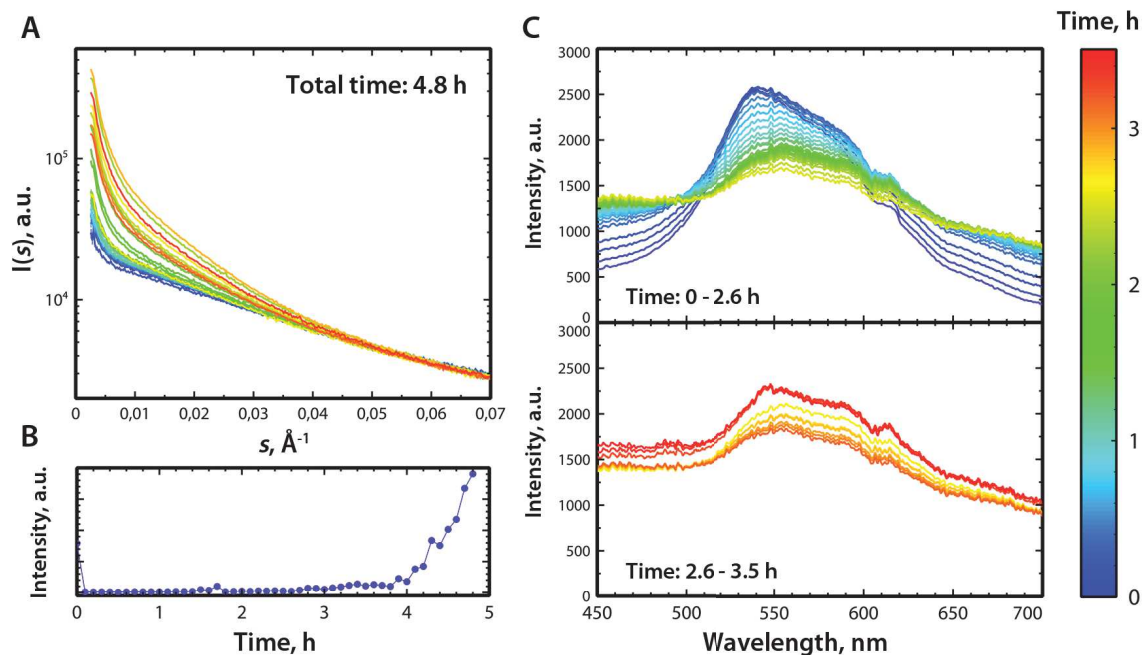 A
Total time: 4.8 h
I(s), a.u.
10⁵
10⁴
0 0,01 0,02 0,03 0,04 0,05 0,06 0,07
s, Å⁻¹
B
Intensity, a.u.
0 1 2 3 4 5
Time, h
C
Intensity, a.u.
3000
2500
2000
1500
1250
1000
500
0
Time: 0 - 2.6 h
Intensity, a.u.
3000
2500
2000
1500
1000
500
0
Time: 2.6 - 3.5 h
450 500 550 600 650 700
Wavelength, nm
Time, h
3
2
1
0